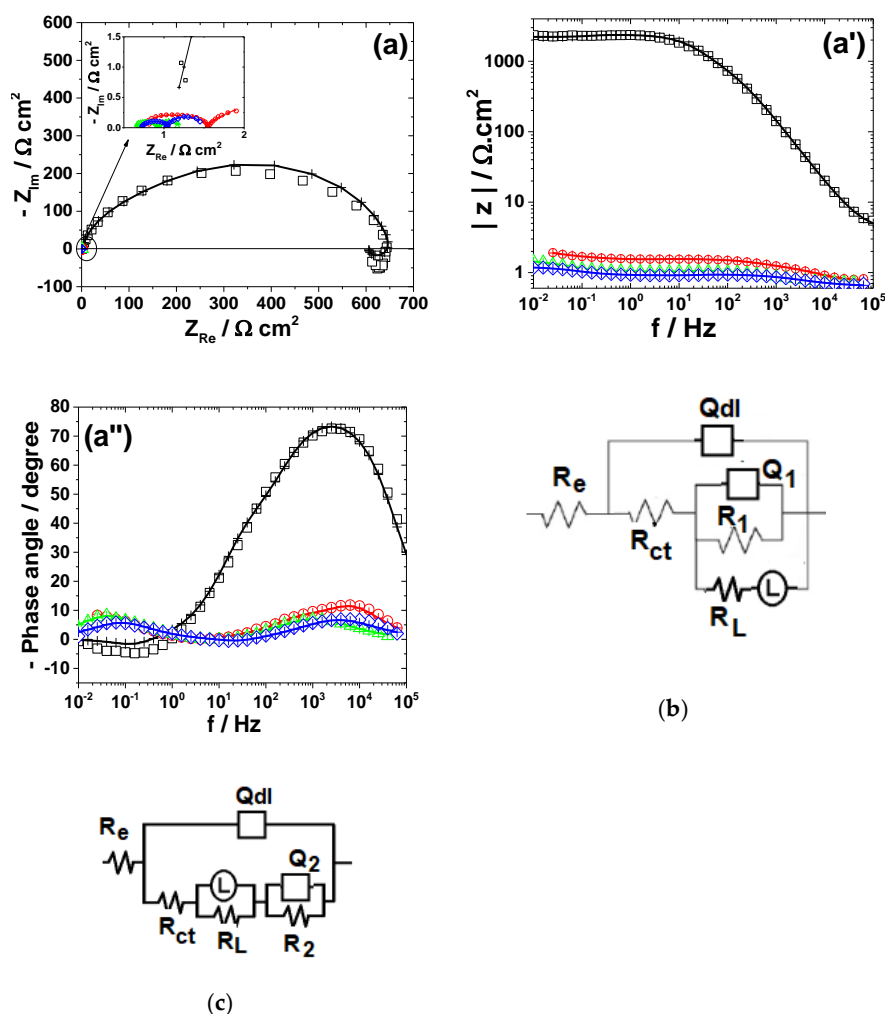 600
500
400
300
200
100
0
-100
- Z_Im / Ω cm²
0 100 200 300 400 500 600 700
Z_Re / Ω cm²
(a)
1.5
1.0
0.5
0.0
- Z_Im / Ω cm²
1 2
Z_Re / Ω cm²
(a')
1000
100
10
1
| z | / Ω.cm²
10⁻² 10⁻¹ 10⁰ 10¹ 10² 10³ 10⁴ 10⁵
f / Hz
(a'')
80
70
60
50
40
30
20
10
0
-10
- Phase angle / degree
10⁻² 10⁻¹ 10⁰ 10¹ 10² 10³ 10⁴ 10⁵
f / Hz
Qdl
R_e
Q_1
R_ct
R_1
R_L
L
(b)
Qdl
R_e
L
Q_2
R_ct
R_L
R_2
(c)